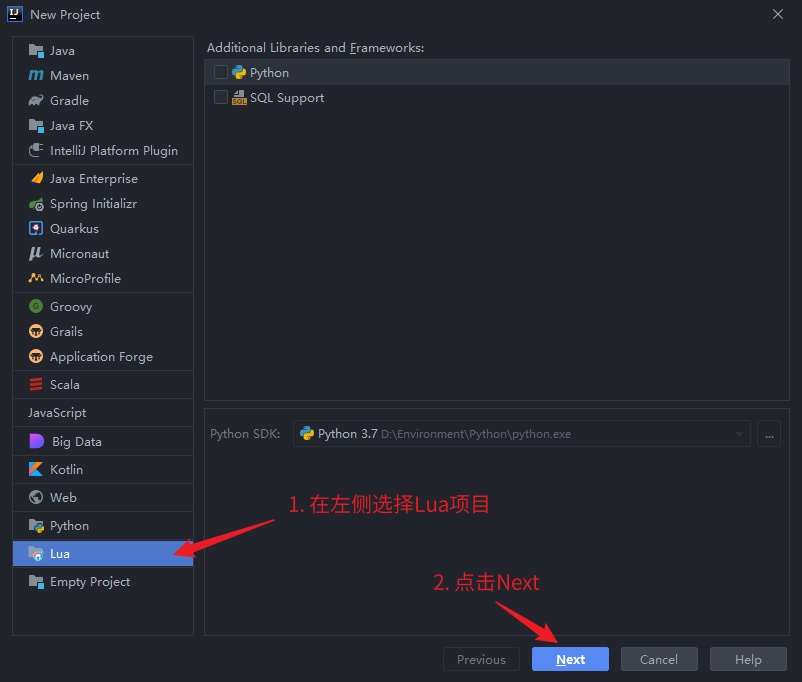 New Project
Java
Maven
Gradle
Java FX
IntelliJ Platform Plugin
Java Enterprise
Spring Initializr
Quarkus
Micronaut
MicroProfile
Groovy
Grails
Application Forge
Scala
JavaScript
Big Data
Kotlin
Web
Python
Lua
Empty Project
Additional Libraries and Frameworks:
Python
SQL Support
Python SDK: Python 3.7 D:\Environment\Python\python.exe ...
1. 在左侧选择Lua项目
2. 点击Next
Previous Next Cancel Help